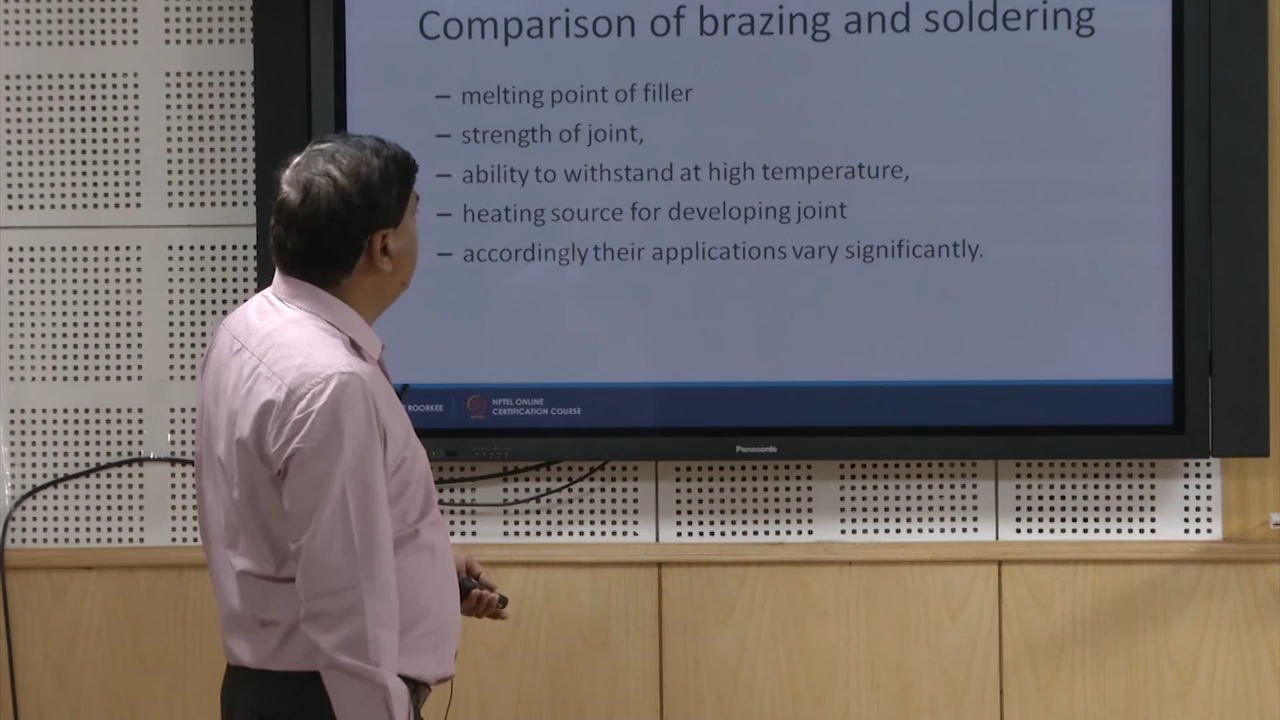 Comparison of brazing and soldering
– melting point of filler
– strength of joint,
– ability to withstand at high temperature,
– heating source for developing joint
– accordingly their applications vary significantly.
ROORKEE
NPTEL ONLINE
CERTIFICATION COURSE
Panasonic